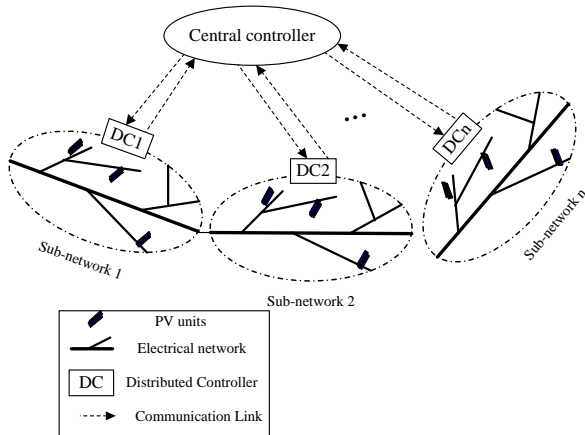 Central controller
DC1
DC2
...
DCn
Sub-network 1
Sub-network 2
Sub-network n
PV units
Electrical network
DC
Distributed Controller
Communication Link